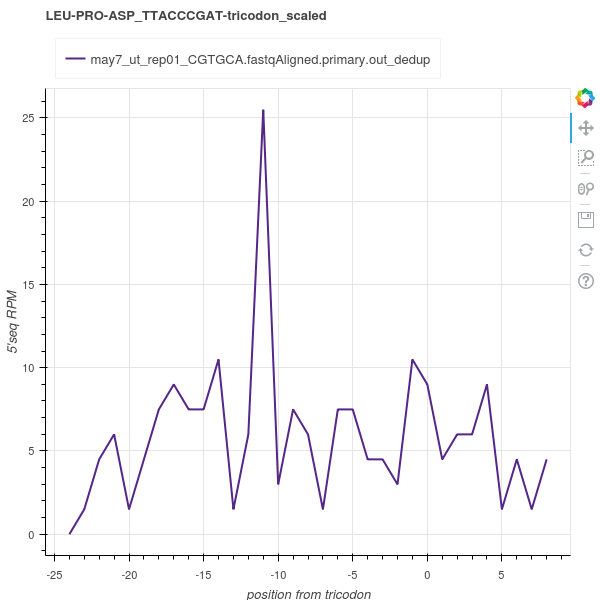 LEU-PRO-ASP_TTACCCGAT-tricodon_scaled
may7_ut_rep01_CGTGCA.fastqAligned.primary.out_dedup
25
20
15
10
5
0
5'seq RPM
-25 -20 -15 -10 -5 0 5
position from tricodon
?